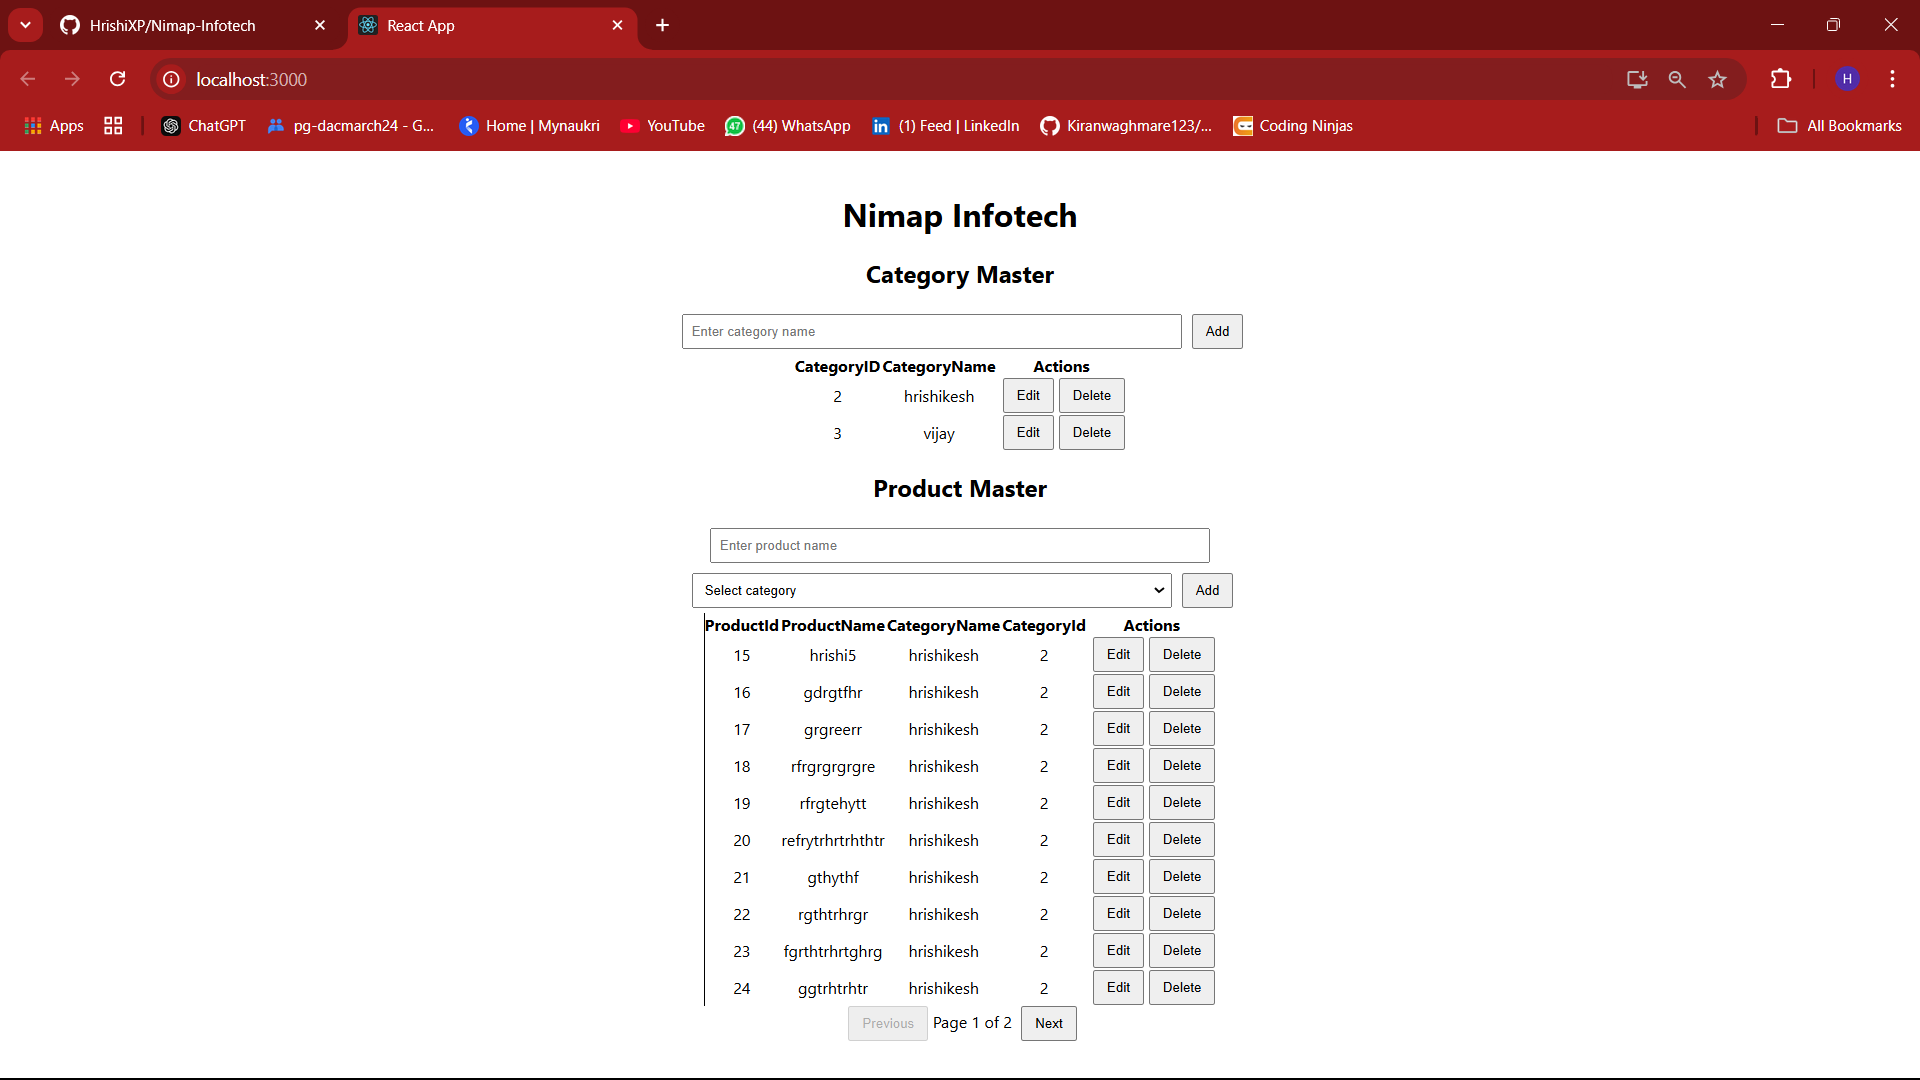 HrishiXP/Nimap-Infotech React App
localhost:3000 H
Apps ChatGPT pg-dacmarch24 - G... Home | Mynaukri YouTube 47 (44) WhatsApp in (1) Feed | LinkedIn Kiranwaghmare123/... Coding Ninjas All Bookmarks
Nimap Infotech
Category Master
Enter category name Add
CategoryID CategoryName Actions
2 hrishikesh Edit Delete
3 vijay Edit Delete
Product Master
Enter product name
Select category Add
ProductId ProductName CategoryName CategoryId Actions
15 hrishi5 hrishikesh 2 Edit Delete
16 gdrgtfhr hrishikesh 2 Edit Delete
17 grgreerr hrishikesh 2 Edit Delete
18 rfrgrgrgrgre hrishikesh 2 Edit Delete
19 rfrgtehytt hrishikesh 2 Edit Delete
20 refrytrhrtrhthtr hrishikesh 2 Edit Delete
21 gthythf hrishikesh 2 Edit Delete
22 rgthtrhrgr hrishikesh 2 Edit Delete
23 fgrthtrhrtghrg hrishikesh 2 Edit Delete
24 ggtrhtrhtr hrishikesh 2 Edit Delete
Previous Page 1 of 2 Next